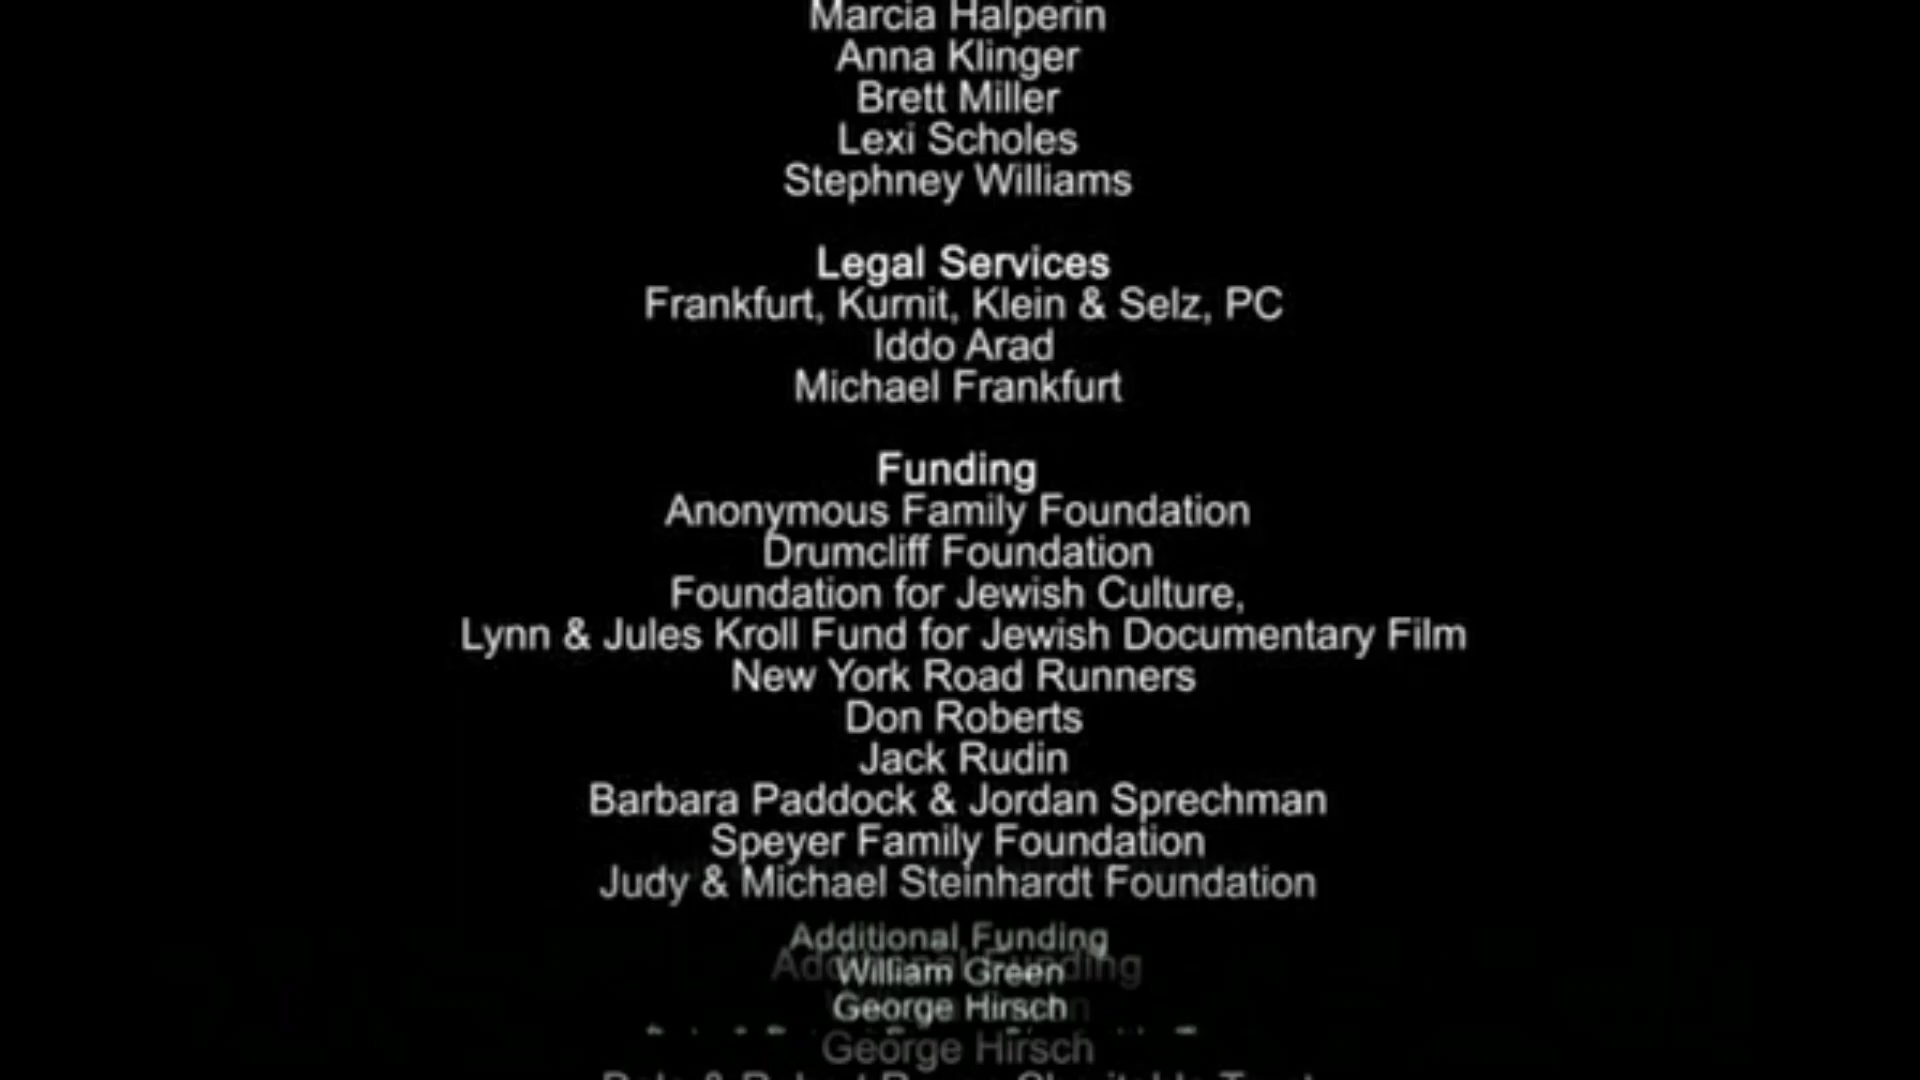 Marcia Halperin
Anna Klinger
Brett Miller
Lexi Scholes
Stephney Williams
Legal Services
Frankfurt, Kurnit, Klein & Selz, PC
Iddo Arad
Michael Frankfurt
Funding
Anonymous Family Foundation
Drumcliff Foundation
Foundation for Jewish Culture,
Lynn & Jules Kroll Fund for Jewish Documentary Film
New York Road Runners
Don Roberts
Jack Rudin
Barbara Paddock & Jordan Sprechman
Speyer Family Foundation
Judy & Michael Steinhardt Foundation
Additional Funding
Additional Funding
William Green
George Hirsch
George Hirsch